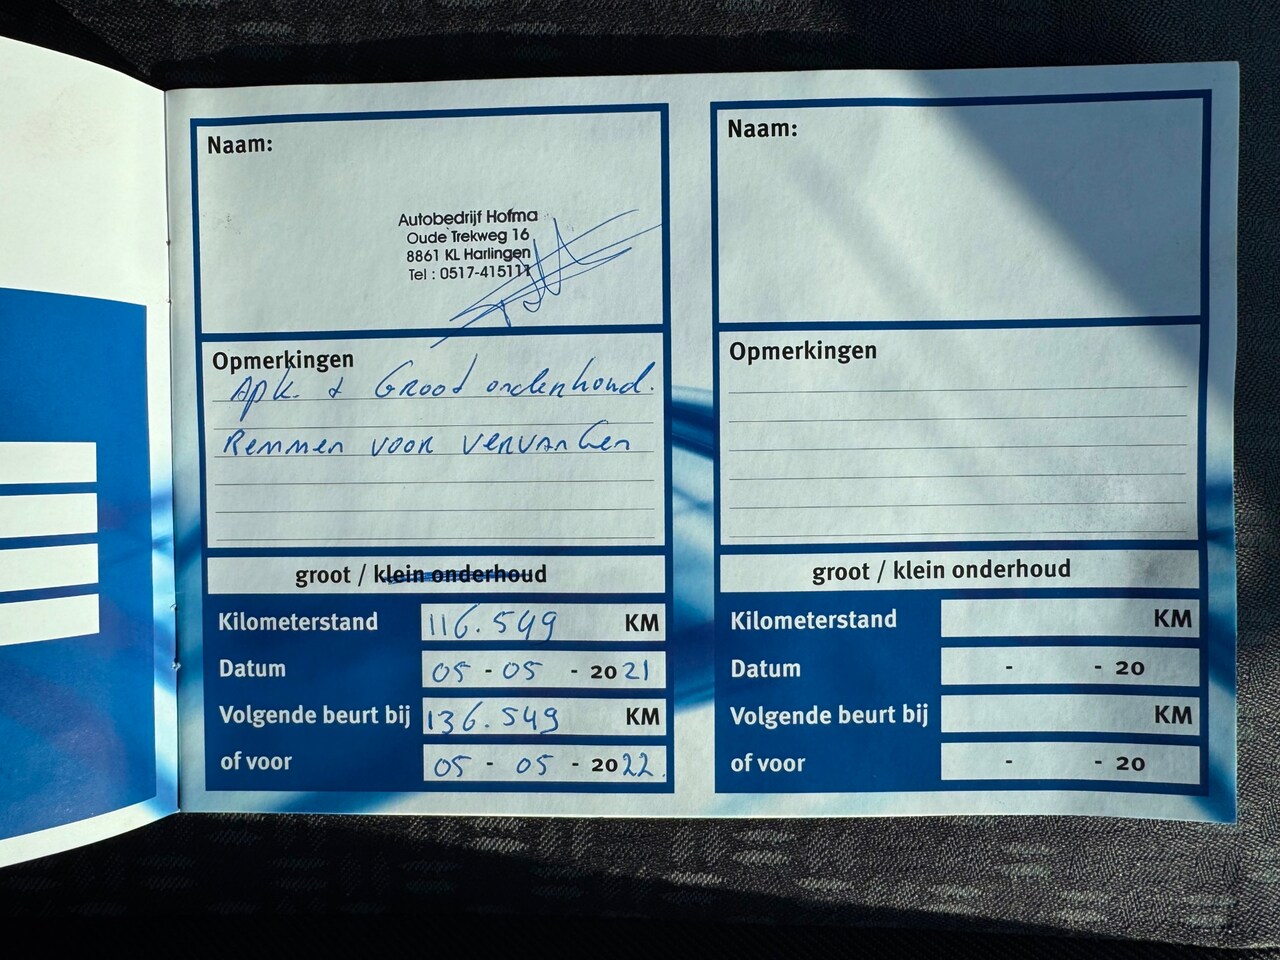 Naam:
Autobedrijf Hofma
Oude Trekweg 16
8861 KL Harlingen
Tel : 0517-415111
Opmerkingen
Apk. & Groot onderhoud.
Remmen voor vervangen
groot / klein onderhoud
Kilometerstand 116.549 KM
Datum 05 - 05 - 2021
Volgende beurt bij 136.549 KM
of voor 05 - 05 - 2022.
Naam:
Opmerkingen
groot / klein onderhoud
Kilometerstand KM
Datum - - 20
Volgende beurt bij KM
of voor - - 20